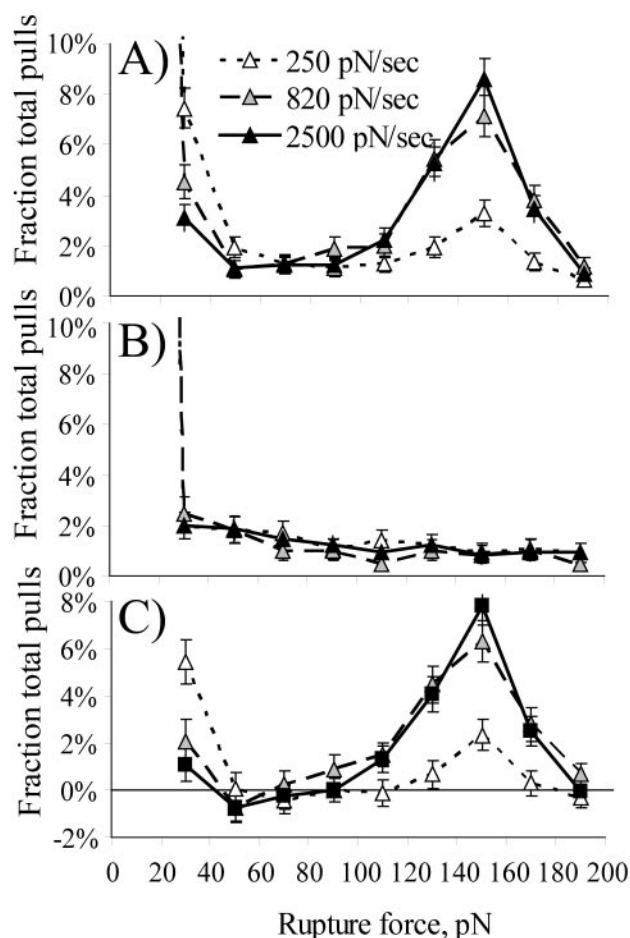 A)
250 pN/sec
820 pN/sec
2500 pN/sec
Fraction total pulls
10%
8%
6%
4%
2%
0%
B)
Fraction total pulls
10%
8%
6%
4%
2%
0%
C)
Fraction total pulls
8%
6%
4%
2%
0%
-2%
0 20 40 60 80 100 120 140 160 180 200
Rupture force, pN